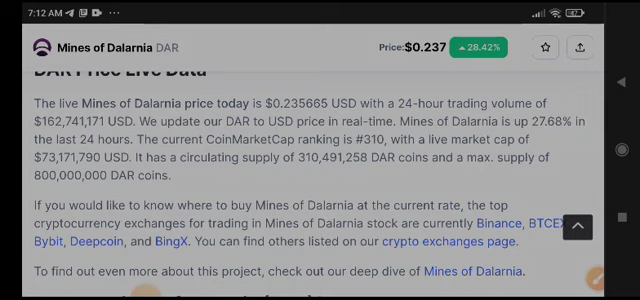 7:12 AM
Mines of Dalarnia DAR Price: $0.237 ▲ 28.42%
DAR Price Live Data
The live Mines of Dalarnia price today is $0.235665 USD with a 24-hour trading volume of
$162,741,171 USD. We update our DAR to USD price in real-time. Mines of Dalarnia is up 27.68% in
the last 24 hours. The current CoinMarketCap ranking is #310, with a live market cap of
$73,171,790 USD. It has a circulating supply of 310,491,258 DAR coins and a max. supply of
800,000,000 DAR coins.
If you would like to know where to buy Mines of Dalarnia at the current rate, the top
cryptocurrency exchanges for trading in Mines of Dalarnia stock are currently Binance, BTCEX
Bybit, Deepcoin, and BingX. You can find others listed on our crypto exchanges page.
To find out even more about this project, check out our deep dive of Mines of Dalarnia.